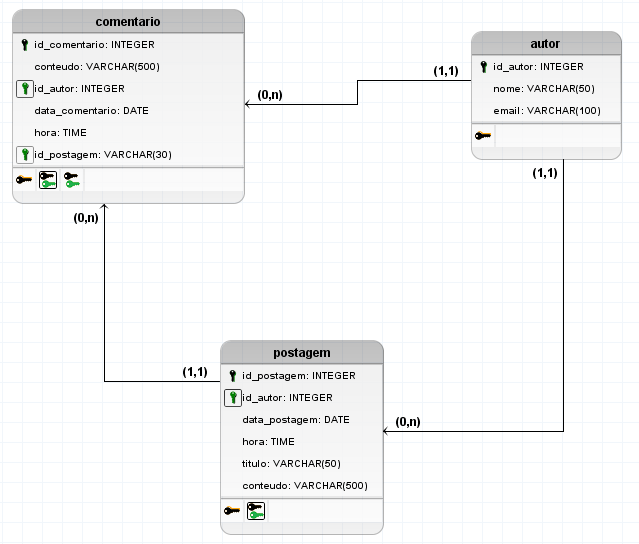 comentario
id_comentario: INTEGER
conteudo: VARCHAR(500)
id_autor: INTEGER
data_comentario: DATE
hora: TIME
id_postagem: VARCHAR(30)
(0,n)
(1,1)
autor
id_autor: INTEGER
nome: VARCHAR(50)
email: VARCHAR(100)
(1,1)
(0,n)
(1,1)
postagem
id_postagem: INTEGER
id_autor: INTEGER
data_postagem: DATE
hora: TIME
titulo: VARCHAR(50)
conteudo: VARCHAR(500)
(0,n)